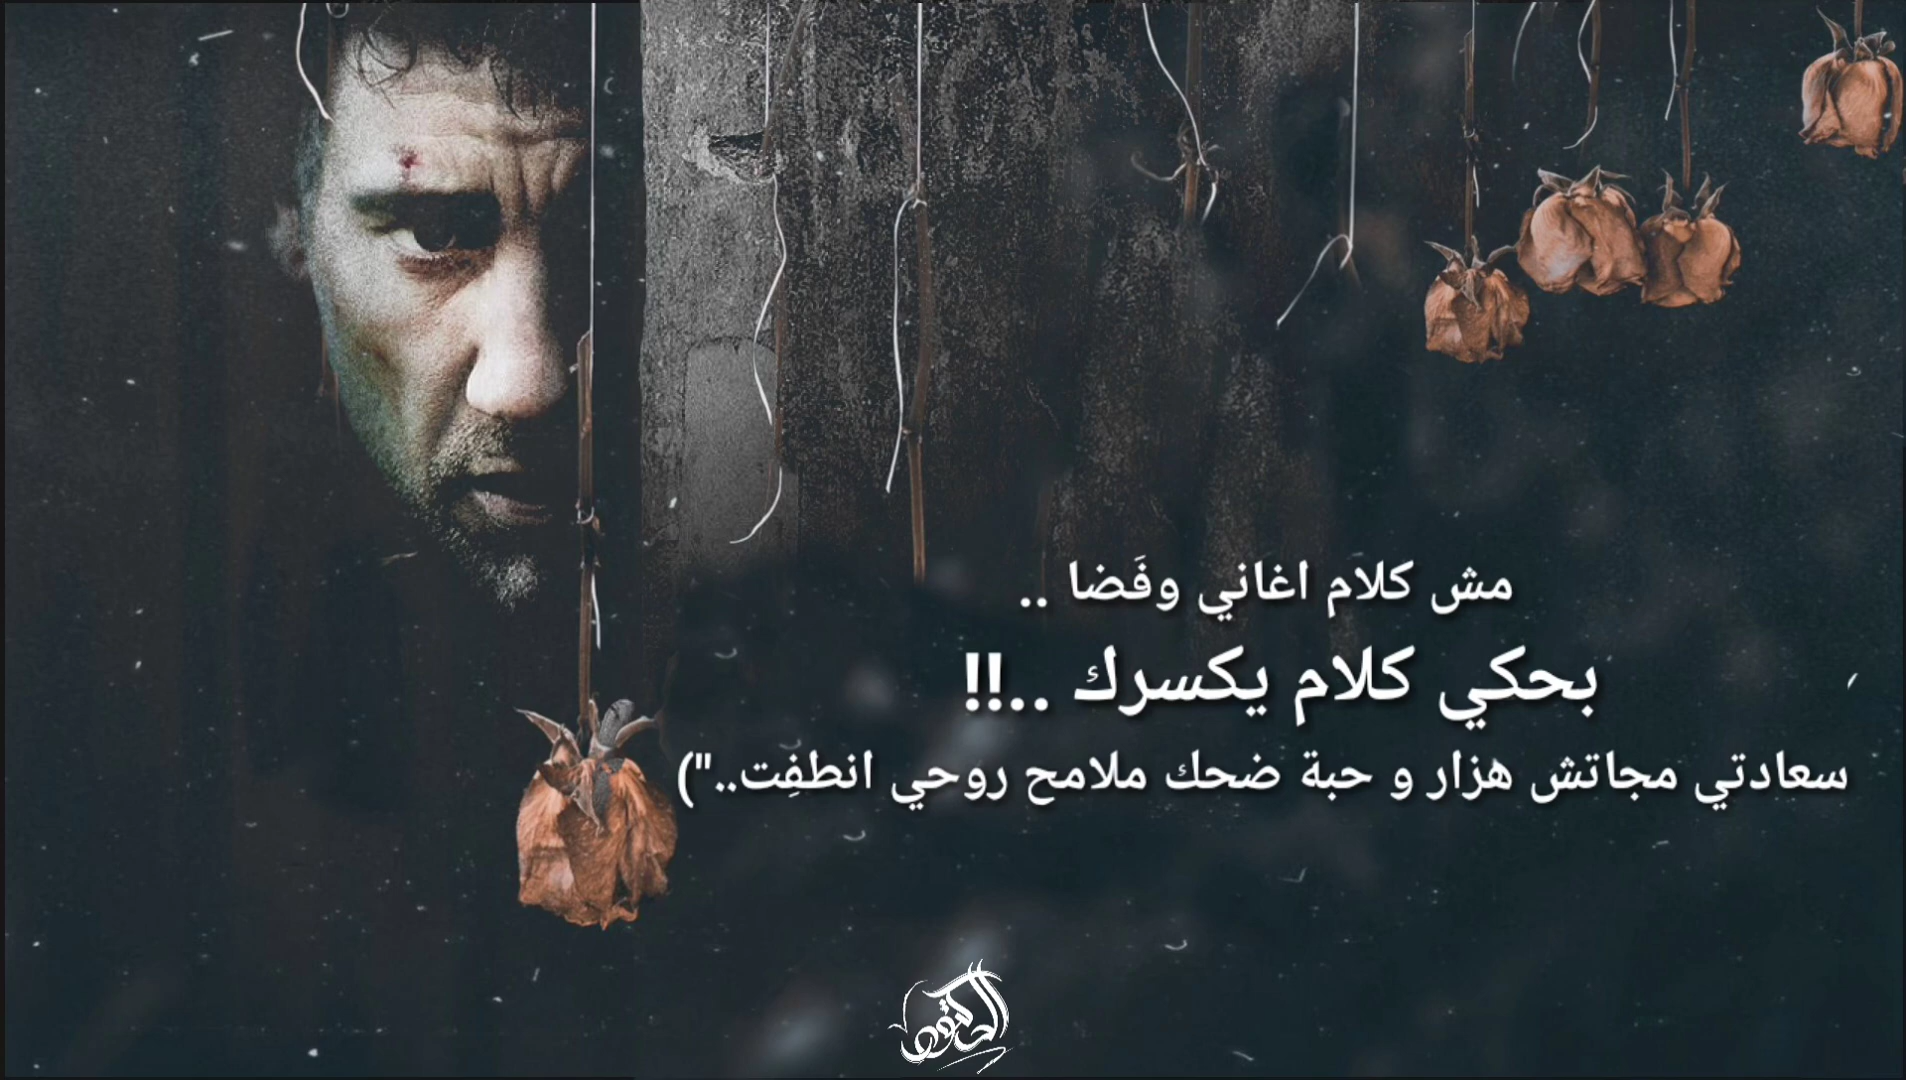 مش كلام اغاني وفَضا ..
بحكي كلام يكسرك ..!!
سعادتي مجاتش هزار و حبة ضحك ملامح روحي انطفِت..")